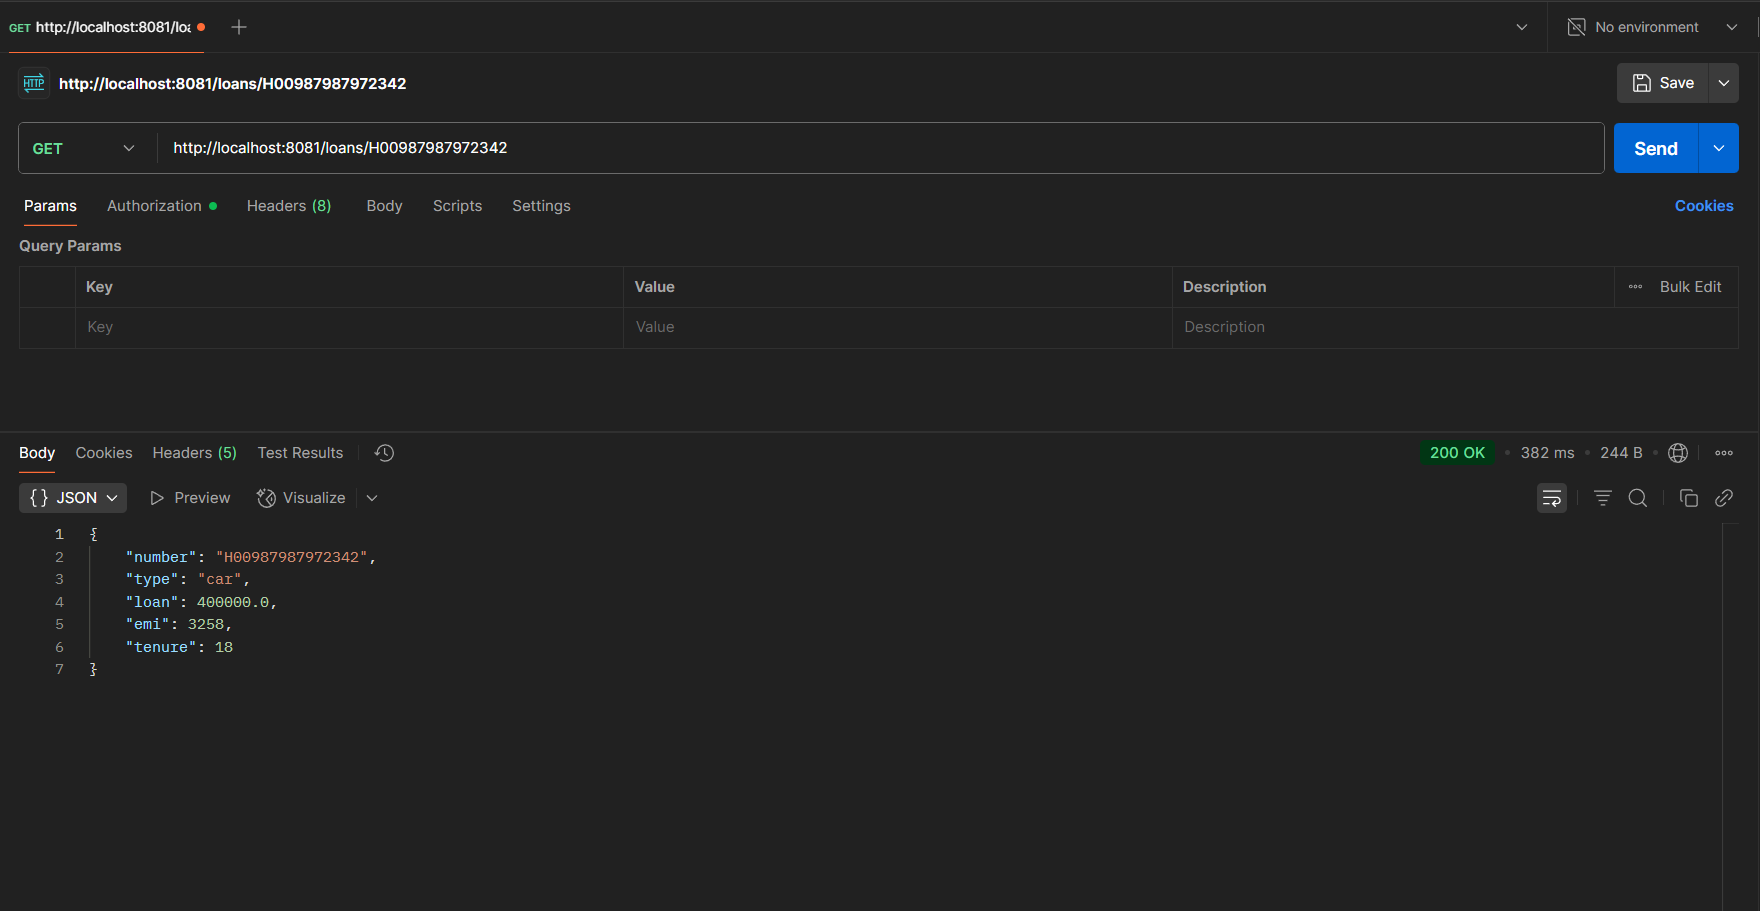 GET http://localhost:8081/loa
No environment
HTTP http://localhost:8081/loans/H00987987972342
Save
GET http://localhost:8081/loans/H00987987972342 Send
Params Authorization Headers (8) Body Scripts Settings Cookies
Query Params
Key Value Description Bulk Edit
Key Value Description
Body Cookies Headers (5) Test Results 200 OK • 382 ms • 244 B •
{} JSON Preview Visualize
1 {
2 "number": "H00987987972342",
3 "type": "car",
4 "loan": 400000.0,
5 "emi": 3258,
6 "tenure": 18
7 }